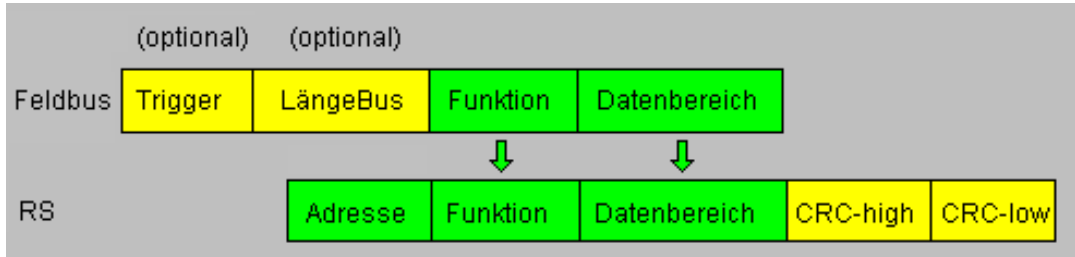 (optional) (optional)
Feldbus Trigger LängeBus Funktion Datenbereich
RS Adresse Funktion Datenbereich CRC-high CRC-low